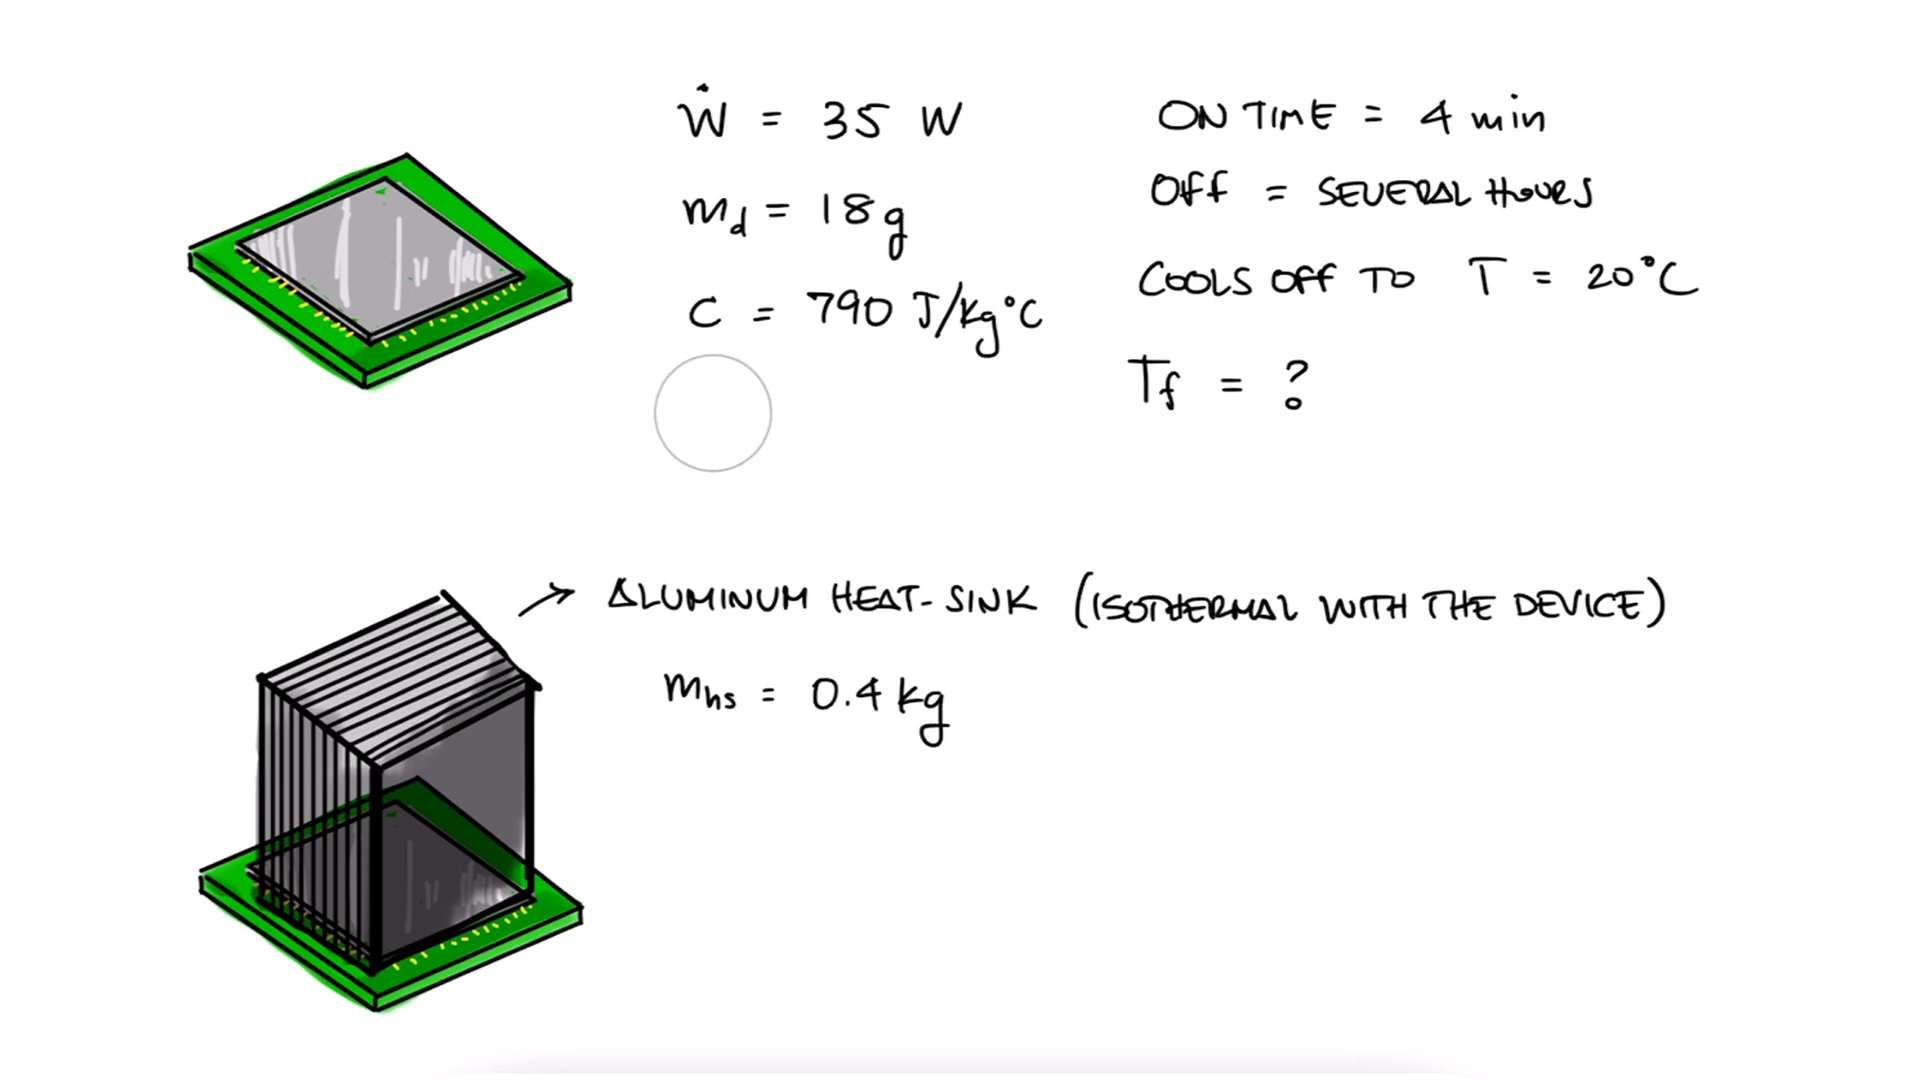 Ẇ = 35 W
m_d = 18g
C = 790 J/kg°C
ON TIME = 4 min
OFF = SEVERAL HOURS
COOLS OFF TO T = 20°C
T_f = ?
→ ALUMINUM HEAT-SINK (ISOTHERMAL WITH THE DEVICE)
m_hs = 0.4 kg